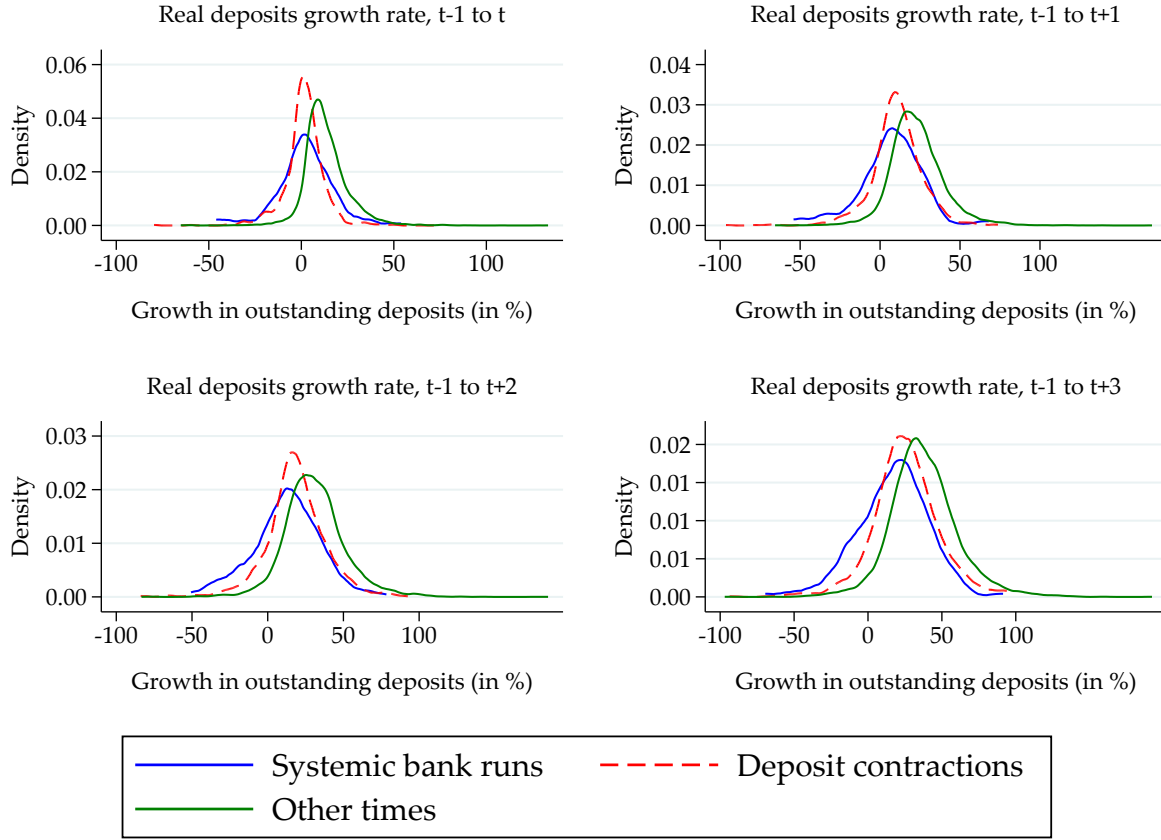 Real deposits growth rate, t-1 to t
Density
0.06
0.04
0.02
0.00
-100 -50 0 50 100
Growth in outstanding deposits (in %)
Real deposits growth rate, t-1 to t+1
Density
0.04
0.03
0.02
0.01
0.00
-100 -50 0 50 100
Growth in outstanding deposits (in %)
Real deposits growth rate, t-1 to t+2
Density
0.03
0.02
0.01
0.00
-100 -50 0 50 100
Growth in outstanding deposits (in %)
Real deposits growth rate, t-1 to t+3
Density
0.02
0.01
0.01
0.01
0.00
-100 -50 0 50 100
Growth in outstanding deposits (in %)
Systemic bank runs Deposit contractions
Other times